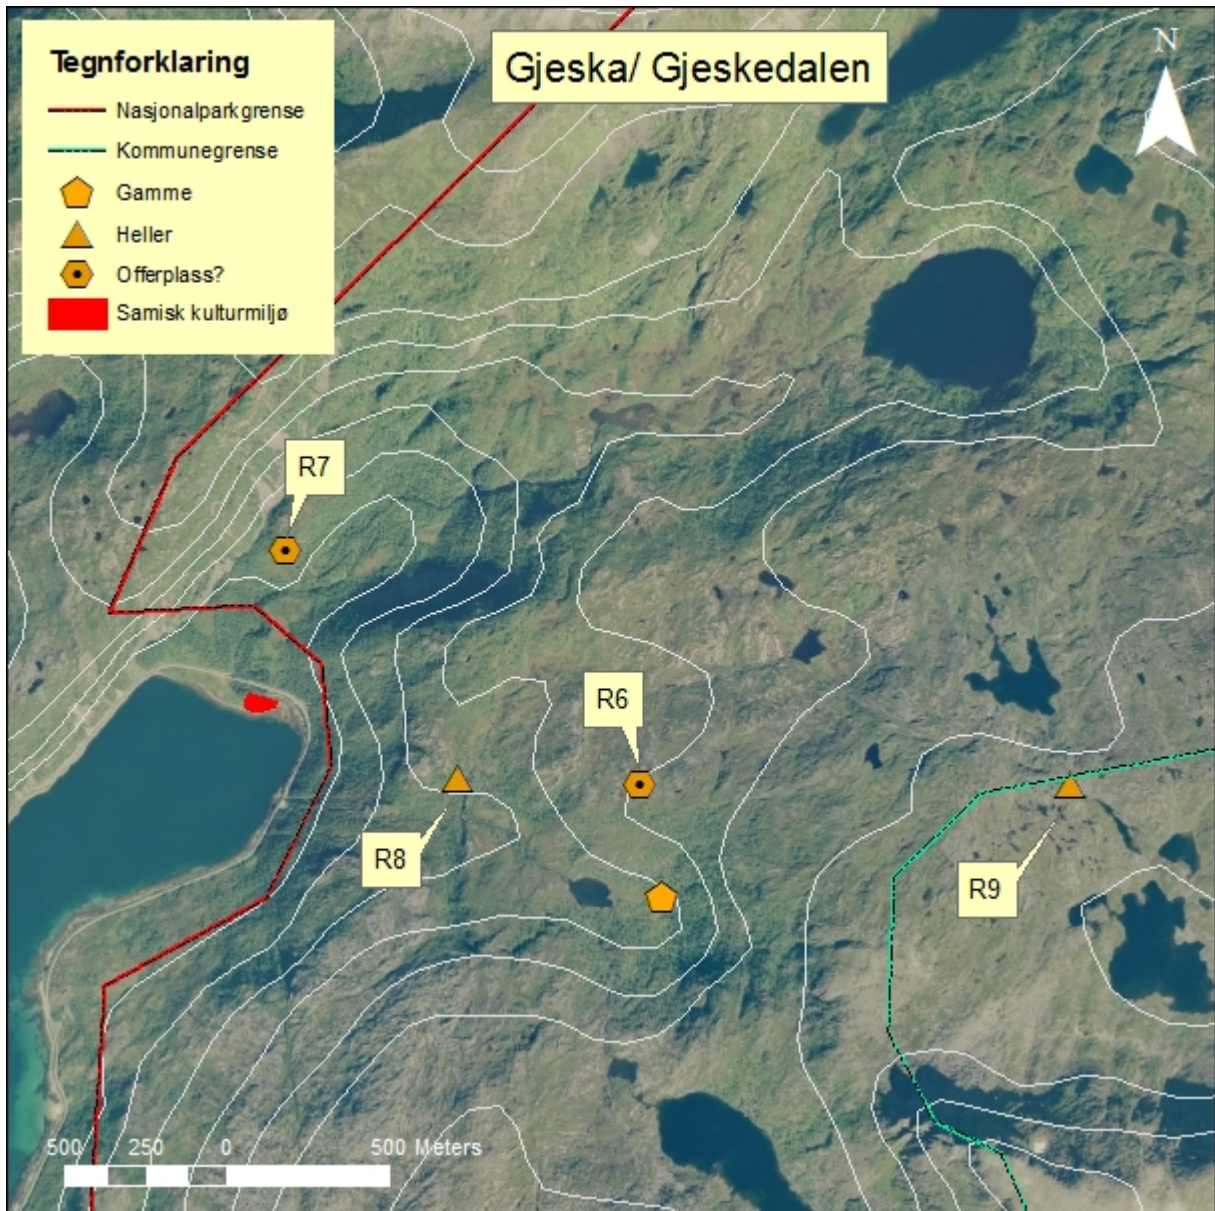 Tegnforklaring
Nasjonalparkgrense
Kommunegrense
Gamme
Heller
Offerplass?
Samisk kulturmiljø
Gjeska/ Gjeskedalen
N
R7
R6
R8
R9
500 250 0 500 Meters